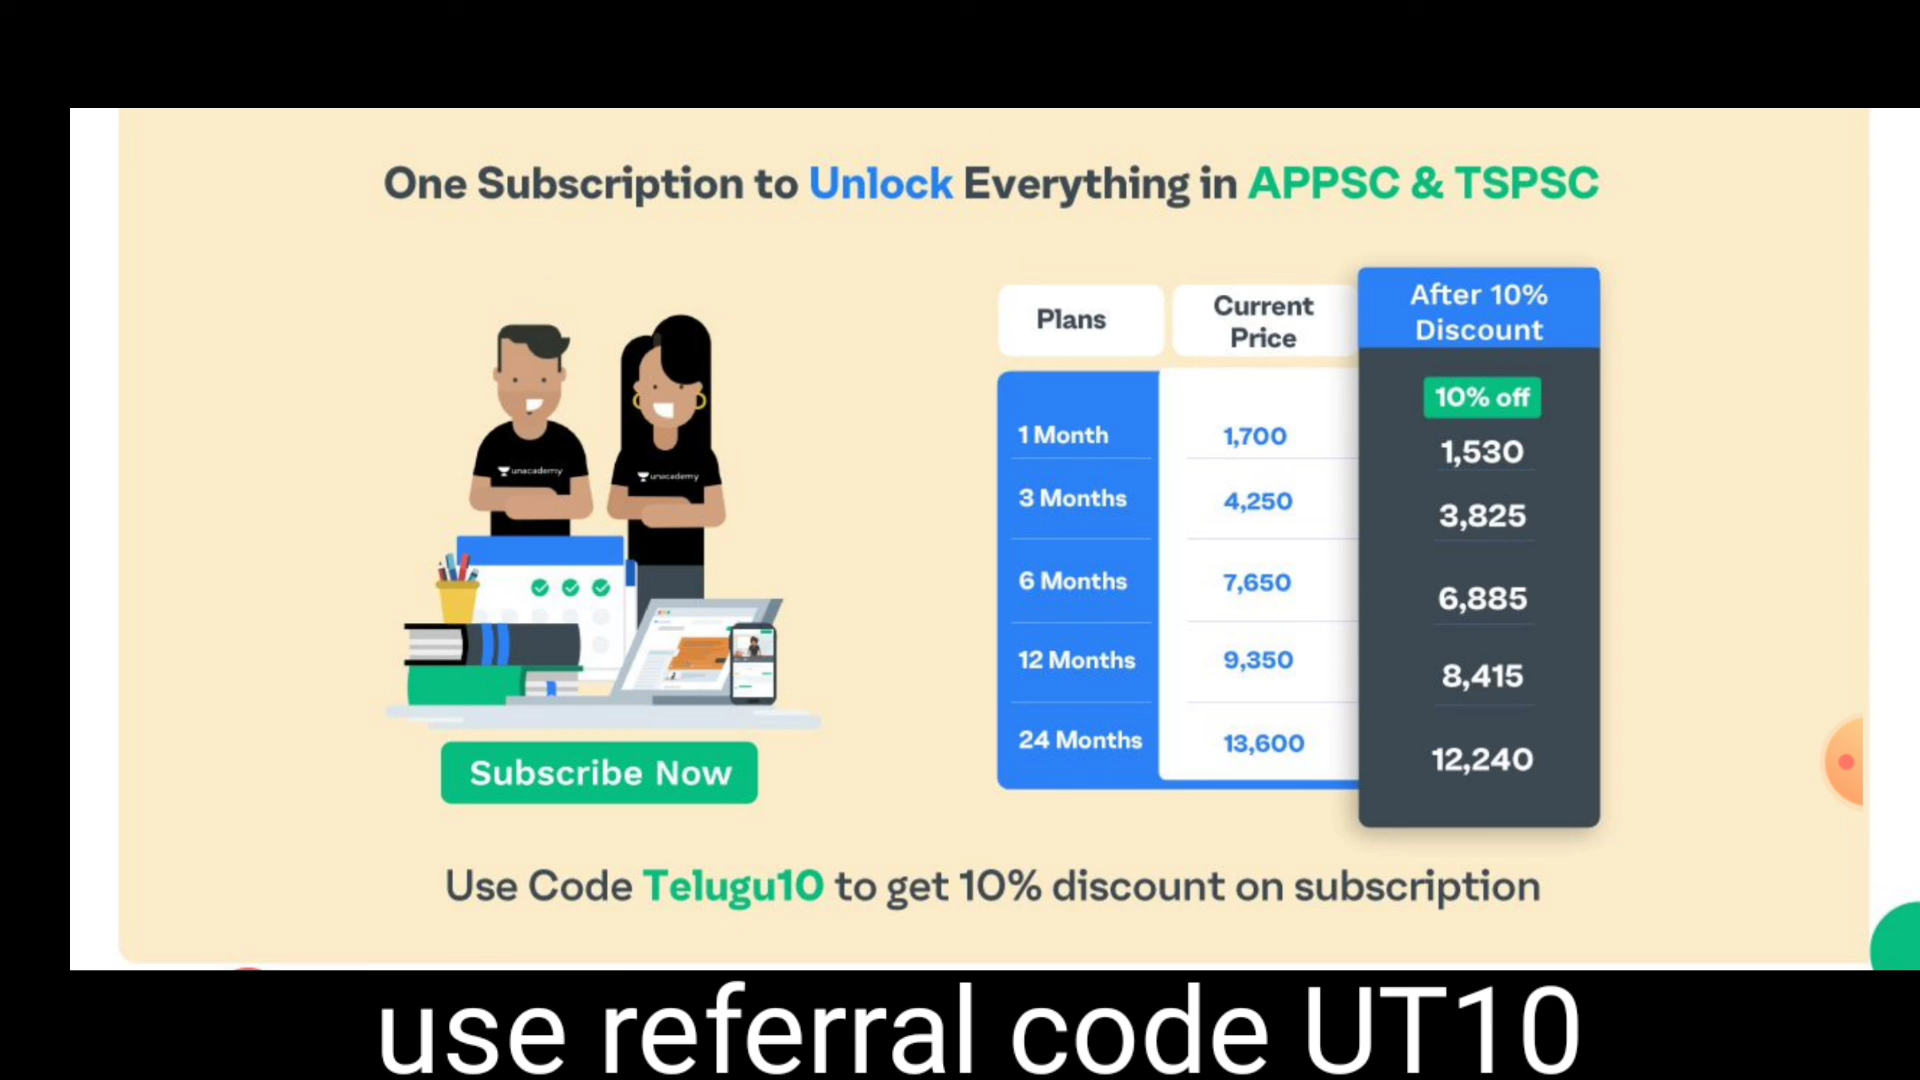 One Subscription to Unlock Everything in APPSC & TSPSC
Plans
Current
Price
After 10%
Discount
10% off
1 Month
1,700
1,530
3 Months
4,250
3,825
6 Months
7,650
6,885
12 Months
9,350
8,415
24 Months
13,600
12,240
unacademy
unacademy
Subscribe Now
Use Code Telugu10 to get 10% discount on subscription
use referral code UT10